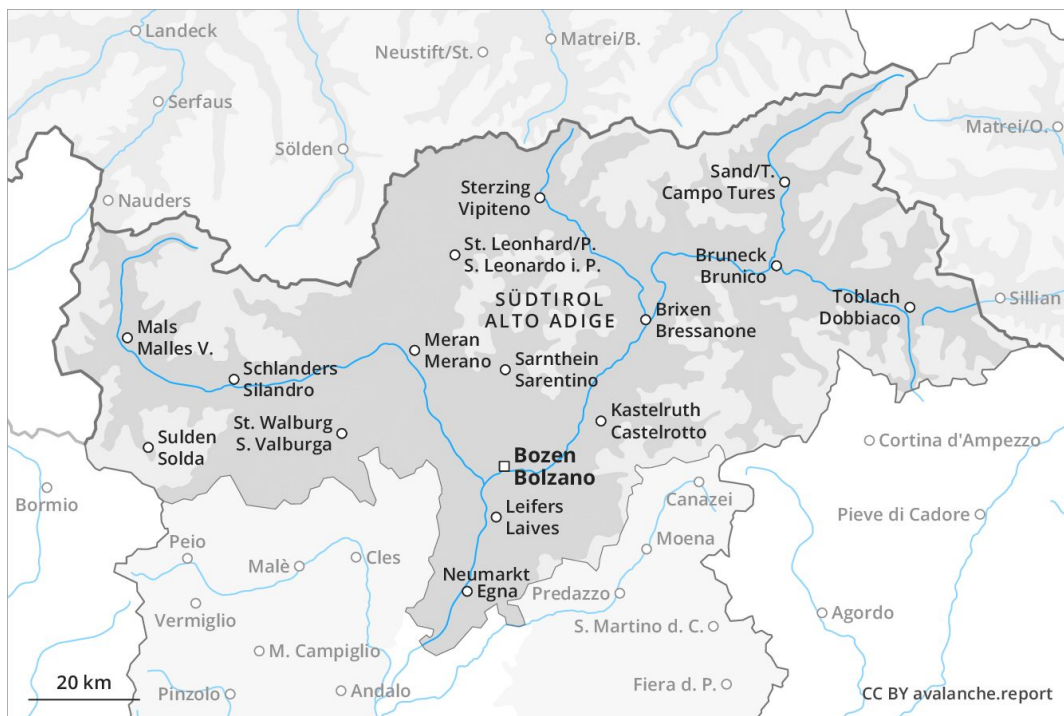 Landeck
Neustift/St.
Matrei/B.
Serfaus
Matrei/O.
Sölden
Sand/T.
Campo Tures
Sterzing
Vipiteno
Nauders
St. Leonhard/P.
S. Leonardo i. P.
Bruneck
Brunico
SÜDTIROL
ALTO ADIGE
Toblach
Dobbiaco
Sillian
Brixen
Bressanone
Mals
Malles V.
Meran
Merano
Sarnthein
Sarentino
Schlanders
Silandro
St. Walburg
S. Valburga
Kastelruth
Castelrotto
Sulden
Solda
Cortina d'Ampezzo
Bozen
Bolzano
Bormio
Canazei
Leifers
Laives
Pieve di Cadore
Moena
Peio
Malè
Cles
Neumarkt
Egna
Predazzo
Vermiglio
Agordo
S. Martino d. C.
M. Campiglio
20 km
Pinzolo
Andalo
Fiera d. P.
CC BY avalanche.report